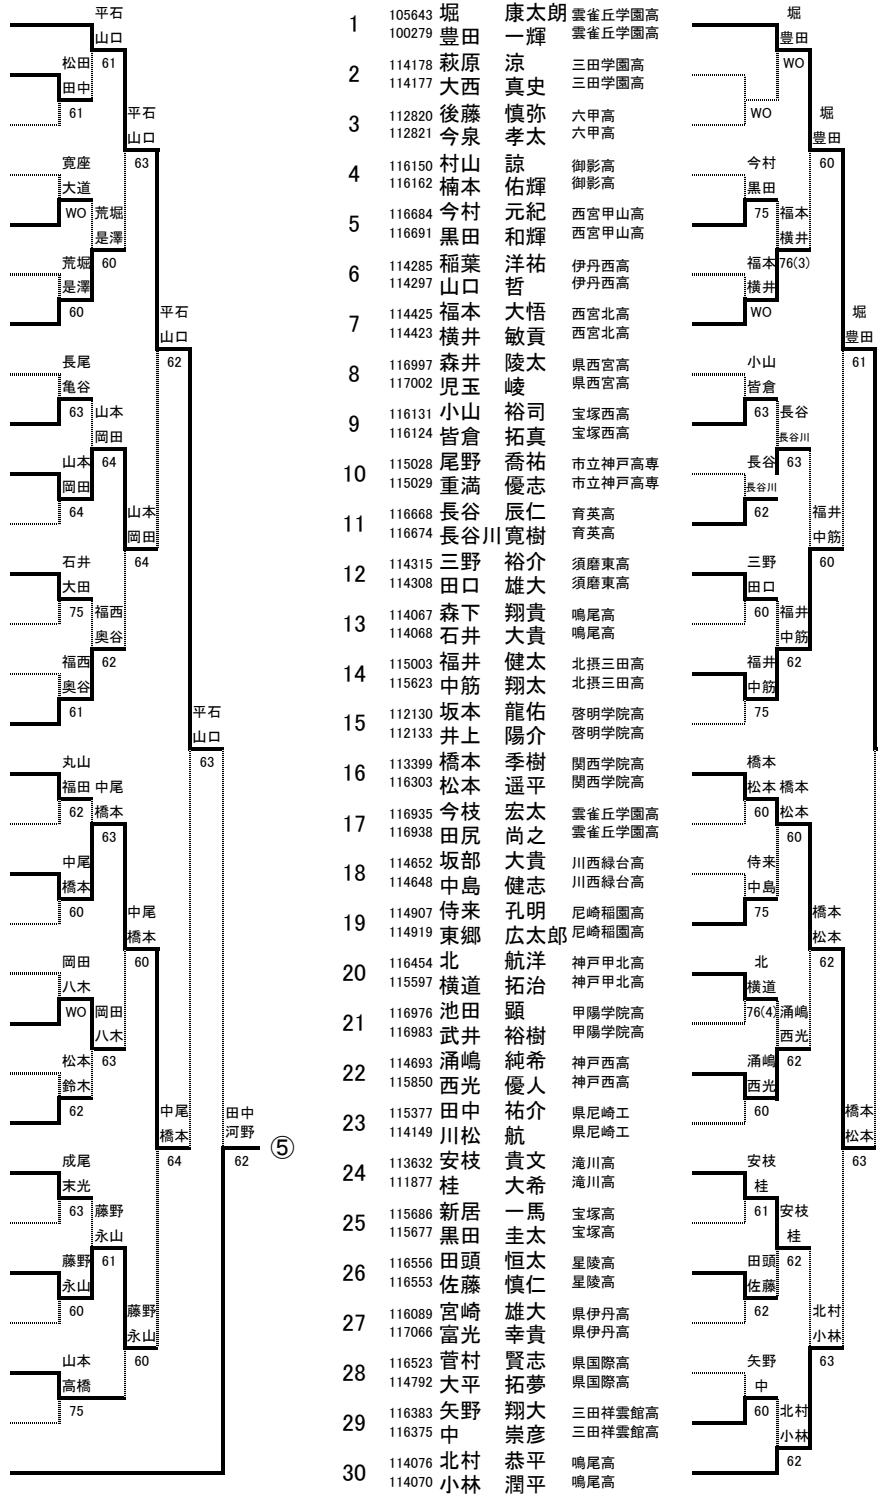 平石
山口
61
松田
田中
61
平石
山口
63
寛座
大道
WO
荒堀
是澤
60
荒堀
是澤
60
平石
山口
62
長尾
亀谷
63
山本
岡田
64
山本
岡田
64
山本
岡田
64
石井
大田
75
福西
奥谷
62
福西
奥谷
61
平石
山口
63
丸山
福田
62
中尾
橋本
63
中尾
橋本
60
中尾
橋本
60
岡田
八木
WO
岡田
八木
63
松本
鈴木
62
中尾
橋本
64
田中
河野
62
⑤
成尾
末光
63
藤野
永山
61
藤野
永山
60
藤野
永山
60
山本
高橋
75
1
105643 堀 康太朗 雲雀丘学園高
100279 豊田 一輝 雲雀丘学園高
2
114178 萩原 涼 三田学園高
114177 大西 真史 三田学園高
3
112820 後藤 慎弥 六甲高
112821 今泉 孝太 六甲高
4
116150 村山 諒 御影高
116162 楠本 佑輝 御影高
5
116684 今村 元紀 西宮甲山高
116691 黒田 和輝 西宮甲山高
6
114285 稲葉 洋祐 伊丹西高
114297 山口 哲 伊丹西高
7
114425 福本 大悟 西宮北高
114423 横井 敏貢 西宮北高
8
116997 森井 陵太 県西宮高
117002 児玉 崚 県西宮高
9
116131 小山 裕司 宝塚西高
116124 皆倉 拓真 宝塚西高
10
115028 尾野 喬祐 市立神戸高専
115029 重満 優志 市立神戸高専
11
116668 長谷 辰仁 育英高
116674 長谷川寛樹 育英高
12
114315 三野 裕介 須磨東高
114308 田口 雄大 須磨東高
13
114067 森下 翔貴 鳴尾高
114068 石井 大貴 鳴尾高
14
115003 福井 健太 北摂三田高
115623 中筋 翔太 北摂三田高
15
112130 坂本 龍佑 啓明学院高
112133 井上 陽介 啓明学院高
16
113399 橋本 季樹 関西学院高
116303 松本 遥平 関西学院高
17
116935 今枝 宏太 雲雀丘学園高
116938 田尻 尚之 雲雀丘学園高
18
114652 坂部 大貴 川西緑台高
114648 中島 健志 川西緑台高
19
114907 侍来 孔明 尼崎稲園高
114919 東郷 広太郎 尼崎稲園高
20
116454 北 航洋 神戸甲北高
115597 横道 拓治 神戸甲北高
21
116976 池田 顕 甲陽学院高
116983 武井 裕樹 甲陽学院高
22
114693 涌嶋 純希 神戸西高
115850 西光 優人 神戸西高
23
115377 田中 祐介 県尼崎工
114149 川松 航 県尼崎工
24
113632 安枝 貴文 滝川高
111877 桂 大希 滝川高
25
115686 新居 一馬 宝塚高
115677 黒田 圭太 宝塚高
26
116556 田頭 恒太 星陵高
116553 佐藤 慎仁 星陵高
27
116089 宮崎 雄大 県伊丹高
117066 富光 幸貴 県伊丹高
28
116523 菅村 賢志 県国際高
114792 大平 拓夢 県国際高
29
116383 矢野 翔大 三田祥雲館高
116375 中 崇彦 三田祥雲館高
30
114076 北村 恭平 鳴尾高
114070 小林 潤平 鳴尾高
堀
豊田
WO
WO
堀
豊田
60
今村
黒田
75
福本
横井
76(3)
福本
横井
WO
堀
豊田
61
小山
皆倉
63
長谷
長谷川
63
長谷
長谷川
62
福井
中筋
60
三野
田口
60
福井
中筋
62
福井
中筋
75
橋本
松本
60
橋本
松本
60
侍来
中島
75
橋本
松本
62
北
横道
76(4)
涌嶋
西光
62
涌嶋
西光
60
橋本
松本
63
安枝
桂
61
安枝
桂
62
田頭
佐藤
62
北村
小林
63
矢野
中
60
北村
小林
62